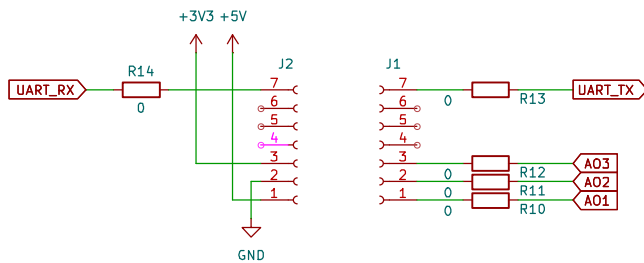 +3V3 +5V
R14 J2 J1
UART_RX 0 7 7 0 R13 UART_TX
6 6
5 5
4 4
3 3 0 R12 AO3
2 2 0 R11 AO2
1 1 0 R10 AO1
GND